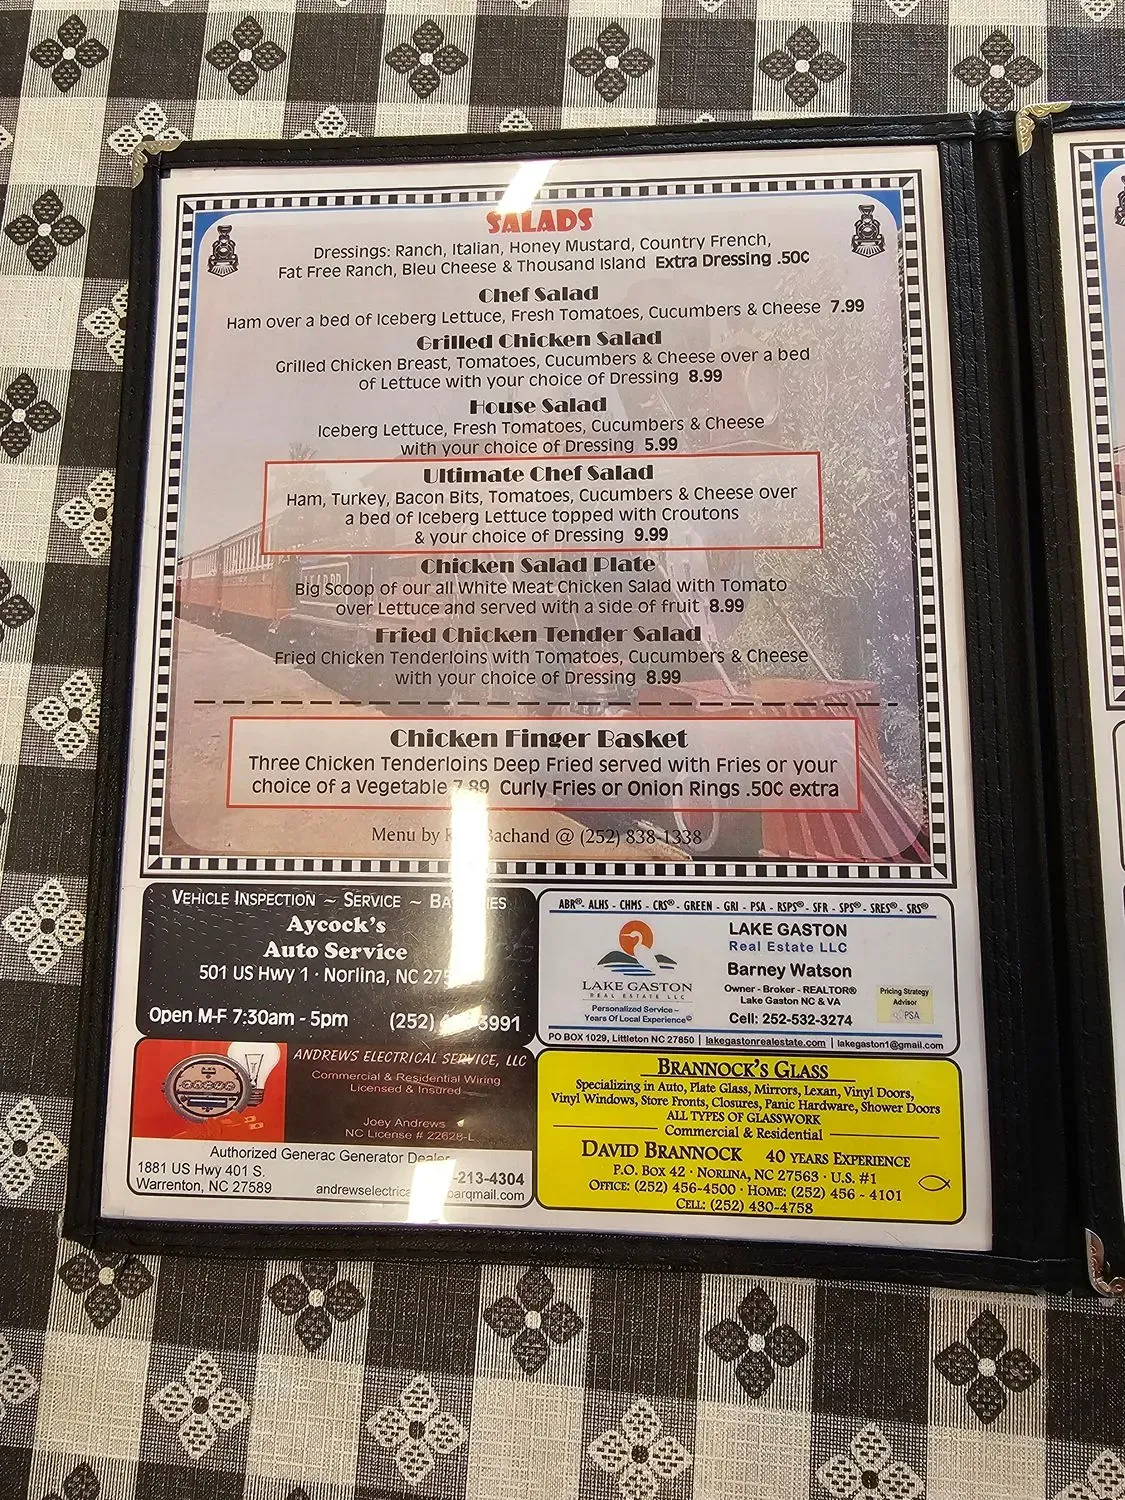 SALADS
Dressings: Ranch, Italian, Honey Mustard, Country French,
Fat Free Ranch, Bleu Cheese & Thousand Island Extra Dressing .50¢
Chef Salad
Ham over a bed of Iceberg Lettuce, Fresh Tomatoes, Cucumbers & Cheese 7.99
Grilled Chicken Salad
Grilled Chicken Breast, Tomatoes, Cucumbers & Cheese over a bed
of Lettuce with your choice of Dressing 8.99
House Salad
Iceberg Lettuce, Fresh Tomatoes, Cucumbers & Cheese
with your choice of Dressing 5.99
Ultimate Chef Salad
Ham, Turkey, Bacon Bits, Tomatoes, Cucumbers & Cheese over
a bed of Iceberg Lettuce topped with Croutons
& your choice of Dressing 9.99
Chicken Salad Plate
Big Scoop of our all White Meat Chicken Salad with Tomato
over Lettuce and served with a side of fruit 8.99
Fried Chicken Tender Salad
Fried Chicken Tenderloins with Tomatoes, Cucumbers & Cheese
with your choice of Dressing 8.99
Chicken Finger Basket
Three Chicken Tenderloins Deep Fried served with Fries or your
choice of a Vegetable 7.89 Curly Fries or Onion Rings .50¢ extra
Menu by Bachand @ (252) 838-1338
VEHICLE INSPECTION ~ SERVICE ~
Aycock's
Auto Service
501 US Hwy 1 · Norlina, NC
Open M-F 7:30am - 5pm (252) 3991
ANDREWS ELECTRICAL SERVICE, LLC
Commercial & Residential Wiring
Licensed & Insured
Joey Andrews
NC License # 22628-L
Authorized Generac Generator Dealer
1881 US Hwy 401 S.
Warrenton, NC 27589
-213-4304
ABR® - ALHS - CHMS - CRS® - GREEN - GRI - PSA - RSPS® - SFR - SPS® - SRES® - SRS®
LAKE GASTON
REAL ESTATE LLC
Personalized Service ~
Years Of Local Experience©
LAKE GASTON
Real Estate LLC
Barney Watson
Owner - Broker - REALTOR®
Lake Gaston NC & VA
Cell: 252-532-3274
Pricing Strategy
Advisor
PSA
PO BOX 1029, Littleton NC 27850 | lakegastonrealestate.com | lakegaston1@gmail.com
BRANNOCK'S GLASS
Specializing in Auto, Plate Glass, Mirrors, Lexan, Vinyl Doors,
Vinyl Windows, Store Fronts, Closures, Panic Hardware, Shower Doors
ALL TYPES OF GLASSWORK
Commercial & Residential
DAVID BRANNOCK 40 YEARS EXPERIENCE
P.O. BOX 42 · NORLINA, NC 27563 · U.S. #1
OFFICE: (252) 456-4500 · HOME: (252) 456 - 4101
CELL: (252) 430-4758